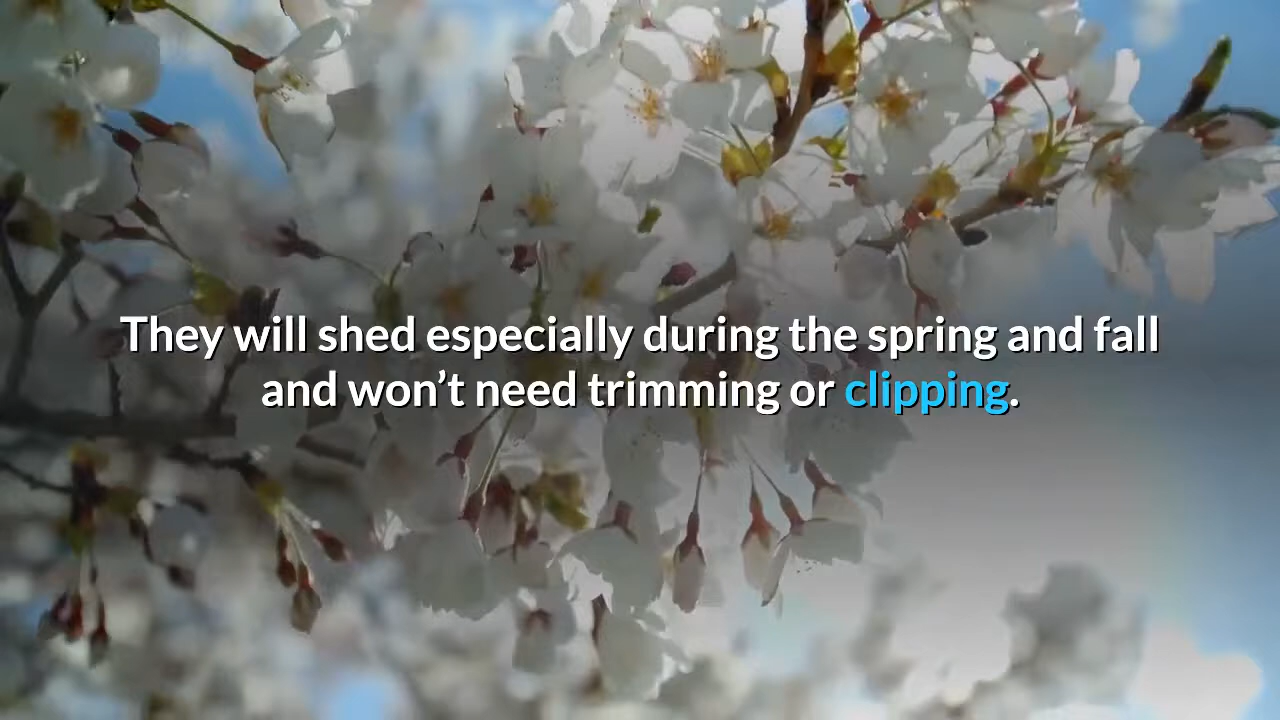 They will shed especially during the spring and fall
and won’t need trimming or clipping.